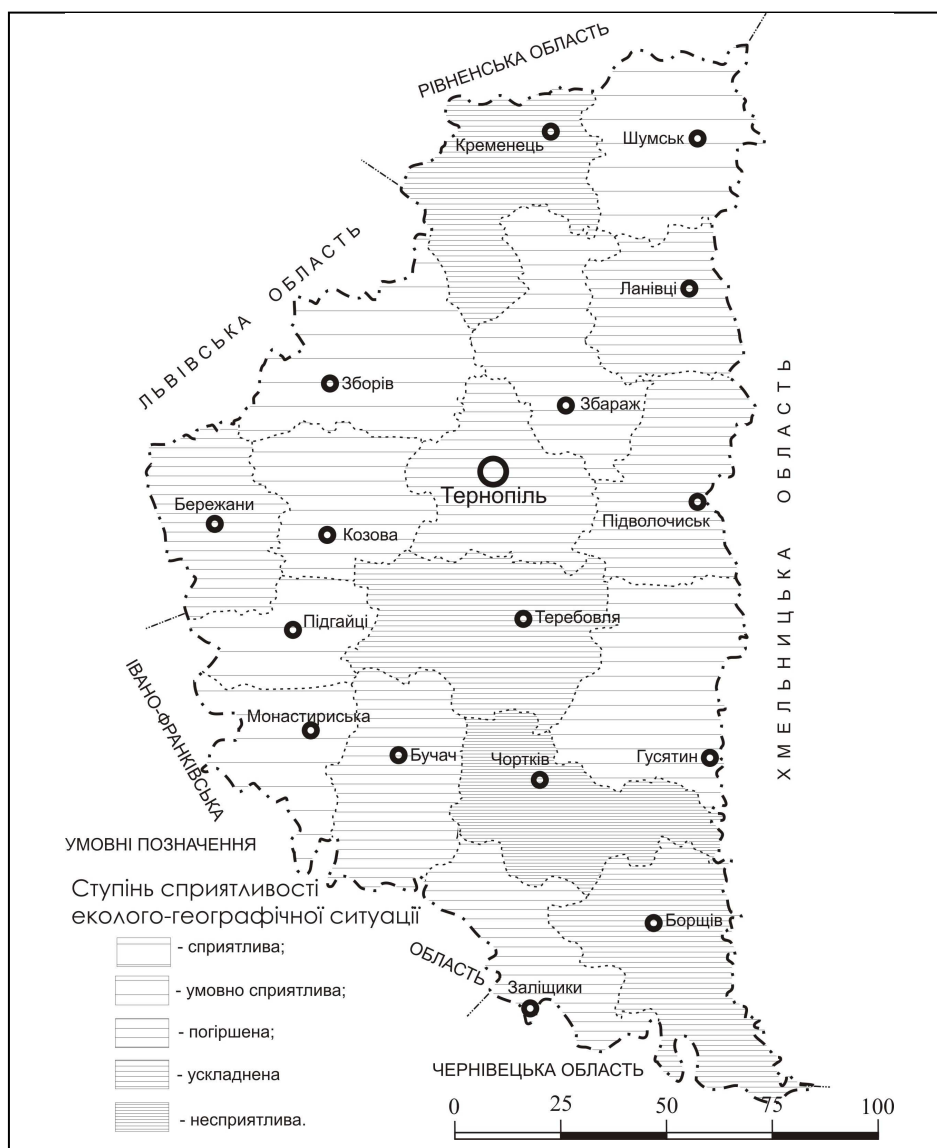 РІВНЕНСЬКА ОБЛАСТЬ
Кременець
Шумськ
ЛЬВІВСЬКА ОБЛАСТЬ
Ланівці
Зборів
Збараж
Тернопіль
Бережани
Козова
Підволочиськ
ХМЕЛЬНИЦЬКА ОБЛАСТЬ
Підгайці
Теребовля
ІВАНО-ФРАНКІВСЬКА
Монастириська
Бучач
Чортків
Гусятин
Борщів
ОБЛАСТЬ
Заліщики
ЧЕРНІВЕЦЬКА ОБЛАСТЬ
УМОВНІ ПОЗНАЧЕННЯ
Ступінь сприятливості
еколого-географічної ситуації
- сприятлива;
- умовно сприятлива;
- погіршена;
- ускладнена
- несприятлива.
0 25 50 75 100